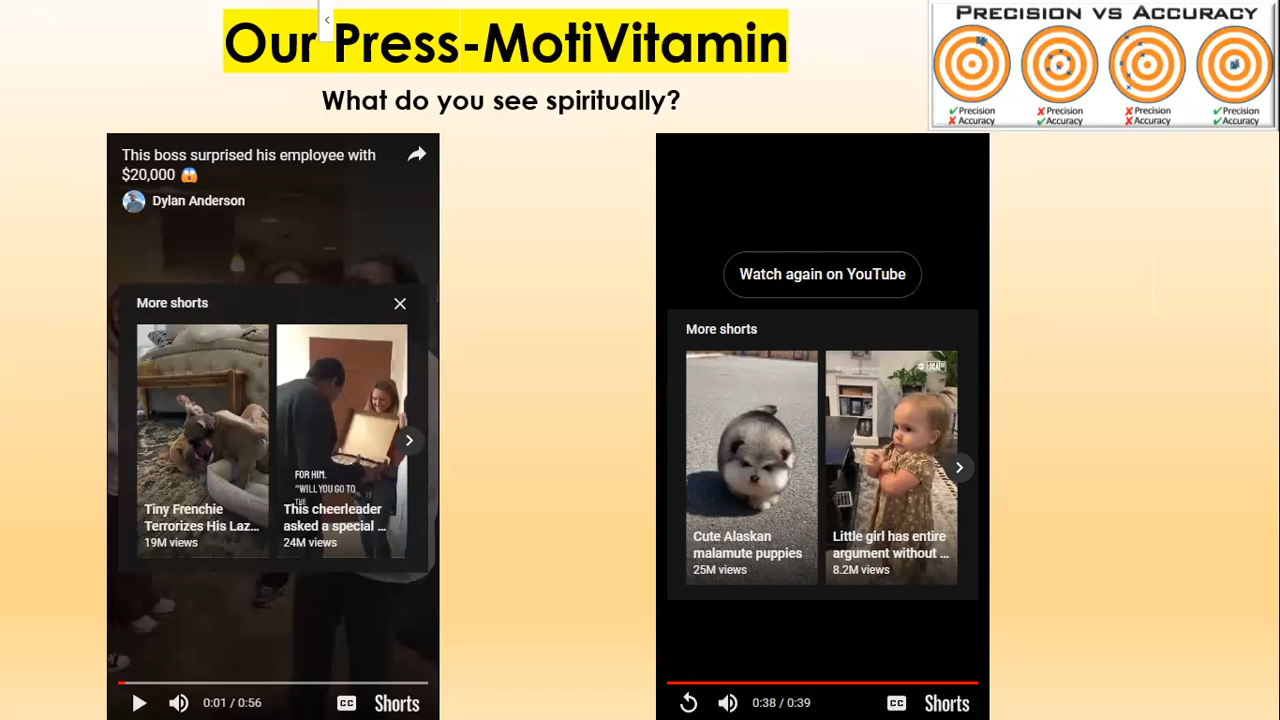 Our Press-MotiVitamin
What do you see spiritually?
PRECISION VS ACCURACY
✓Precision
✗Accuracy
✗Precision
✓Accuracy
✗Precision
✗Accuracy
✓Precision
✓Accuracy
This boss surprised his employee with
$20,000 😱
Dylan Anderson
More shorts
FOR HIM.
"WILL YOU GO TO
THE
Tiny Frenchie
Terrorizes His Laz...
19M views
This cheerleader
asked a special ...
24M views
0:01 / 0:56
CC
Shorts
Watch again on YouTube
More shorts
LOCAL
Cute Alaskan
malamute puppies
25M views
Little girl has entire
argument without ...
8.2M views
0:38 / 0:39
CC
Shorts